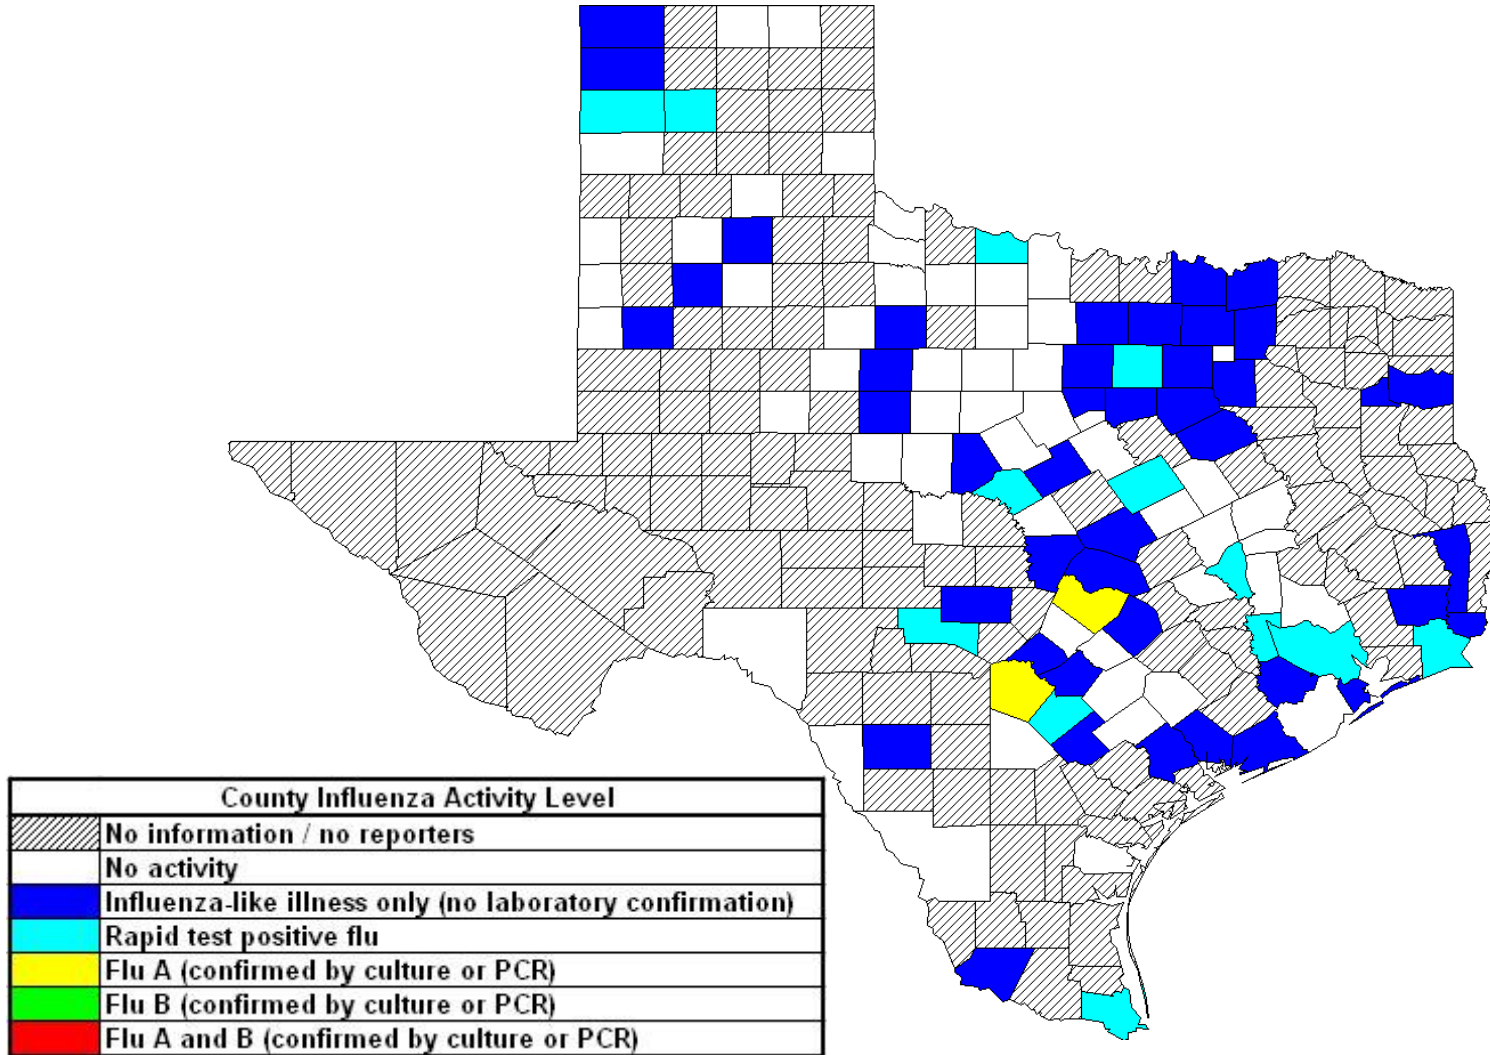 County Influenza Activity Level
No information / no reporters
No activity
Influenza-like illness only (no laboratory confirmation)
Rapid test positive flu
Flu A (confirmed by culture or PCR)
Flu B (confirmed by culture or PCR)
Flu A and B (confirmed by culture or PCR)